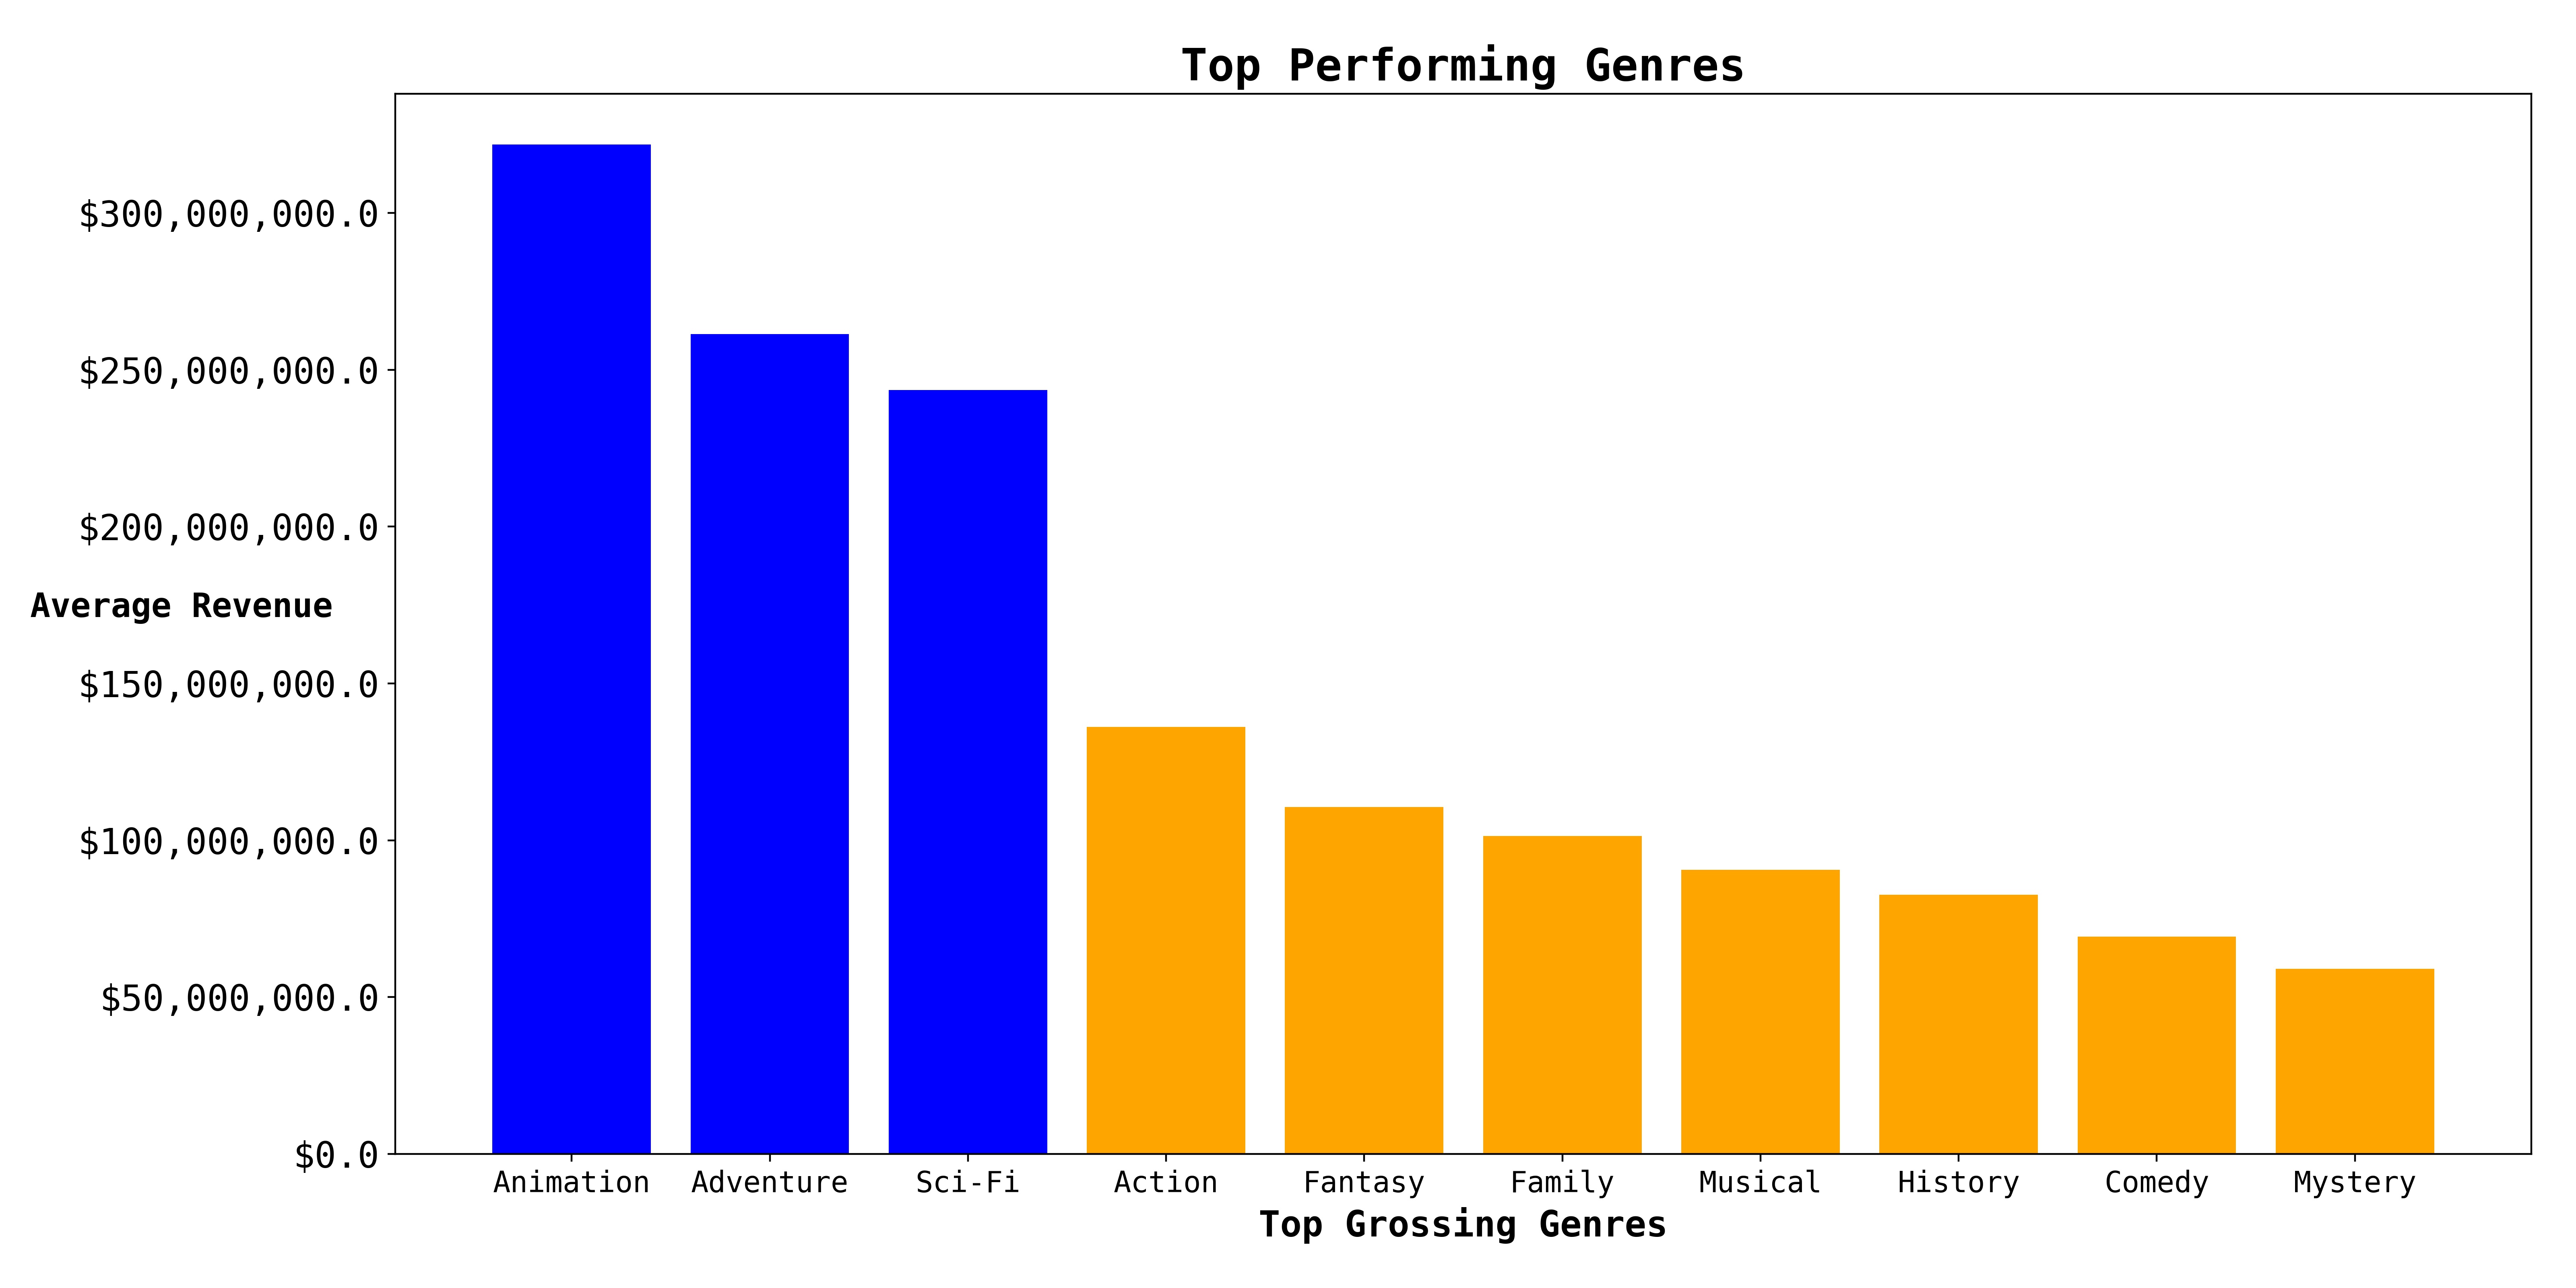 Top Performing Genres
$300,000,000.0
$250,000,000.0
$200,000,000.0
Average Revenue
$150,000,000.0
$100,000,000.0
$50,000,000.0
$0.0
Animation Adventure Sci-Fi Action Fantasy Family Musical History Comedy Mystery
Top Grossing Genres